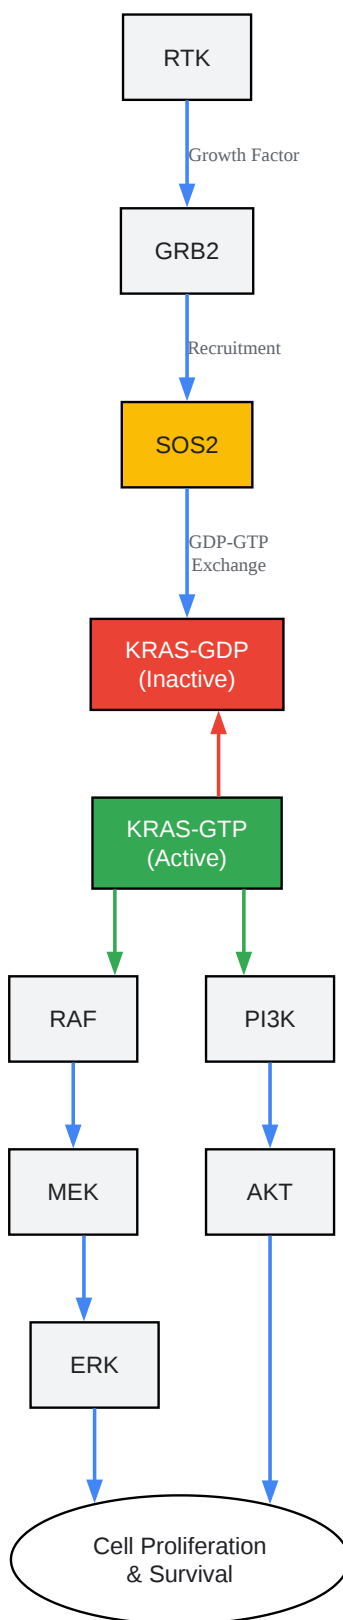 RTK
Growth Factor
GRB2
Recruitment
SOS2
GDP-GTP
Exchange
KRAS-GDP
(Inactive)
KRAS-GTP
(Active)
RAF
PI3K
MEK
AKT
ERK
Cell Proliferation
& Survival